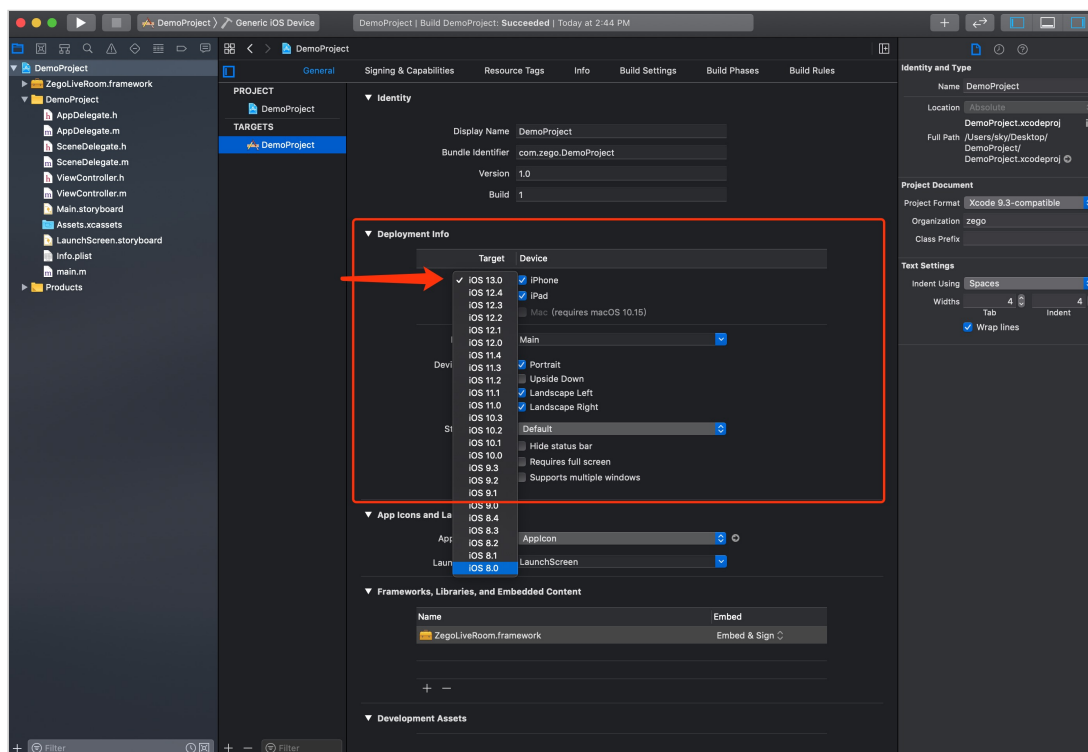 DemoProject
Generic iOS Device
DemoProject | Build DemoProject: Succeeded | Today at 2:44 PM
DemoProject
DemoProject
ZegoLiveRoom.framework
DemoProject
AppDelegate.h
AppDelegate.m
SceneDelegate.h
SceneDelegate.m
ViewController.h
ViewController.m
Main.storyboard
Assets.xcassets
LaunchScreen.storyboard
Info.plist
main.m
Products
Filter
General
Signing & Capabilities
Resource Tags
Info
Build Settings
Build Phases
Build Rules
PROJECT
DemoProject
TARGETS
DemoProject
Filter
Identity
Display Name DemoProject
Bundle Identifier com.zego.DemoProject
Version 1.0
Build 1
Deployment Info
Target Device
iOS 13.0
iOS 12.4
iOS 12.3
iOS 12.2
iOS 12.1
iOS 12.0
iOS 11.4
iOS 11.3
iOS 11.2
iOS 11.1
iOS 11.0
iOS 10.3
iOS 10.2
iOS 10.1
iOS 10.0
iOS 9.3
iOS 9.2
iOS 9.1
iOS 9.0
iOS 8.4
iOS 8.3
iOS 8.2
iOS 8.1
iOS 8.0
iPhone
iPad
Mac (requires macOS 10.15)
Main
Devi
Portrait
Upside Down
Landscape Left
Landscape Right
St
Default
Hide status bar
Requires full screen
Supports multiple windows
App Icons and La
App
AppIcon
Laun
LaunchScreen
Frameworks, Libraries, and Embedded Content
Name Embed
ZegoLiveRoom.framework Embed & Sign
Development Assets
Identity and Type
Name DemoProject
Location Absolute
DemoProject.xcodeproj
Full Path /Users/sky/Desktop/
DemoProject/
DemoProject.xcodeproj
Project Document
Project Format Xcode 9.3-compatible
Organization zego
Class Prefix
Text Settings
Indent Using Spaces
Widths 4 4
Tab Indent
Wrap lines